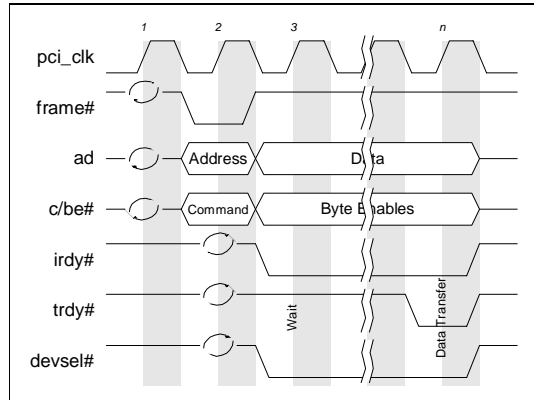 1 2 3 n
pci_clk
frame#
ad Address Data
c/be# Command Byte Enables
irdy#
trdy# Wait Data Transfer
devsel#